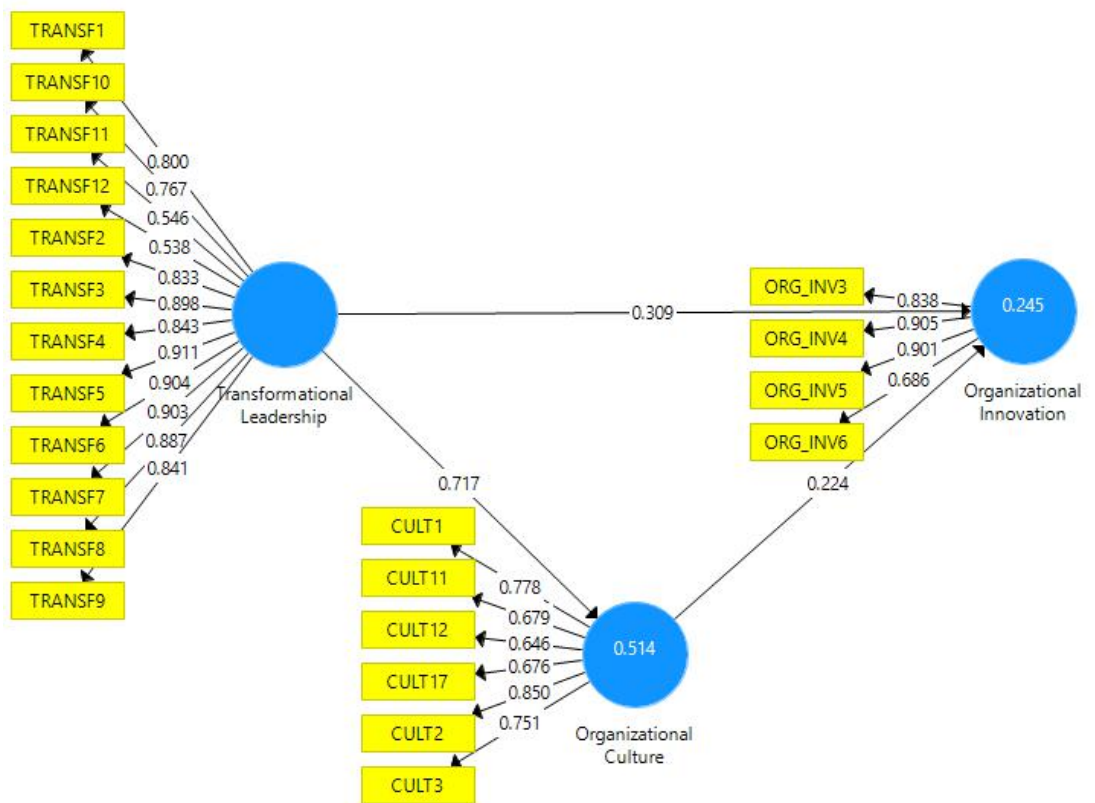 TRANSF1
TRANSF10
TRANSF11
TRANSF12
TRANSF2
TRANSF3
TRANSF4
TRANSF5
TRANSF6
TRANSF7
TRANSF8
TRANSF9
0.800
0.767
0.546
0.538
0.833
0.898
0.843
0.911
0.904
0.903
0.887
0.841
Transformational
Leadership
0.309
0.717
ORG_INV3
ORG_INV4
ORG_INV5
ORG_INV6
0.838
0.905
0.901
0.686
0.245
Organizational
Innovation
0.224
CULT1
CULT11
CULT12
CULT17
CULT2
CULT3
0.778
0.679
0.646
0.676
0.850
0.751
0.514
Organizational
Culture